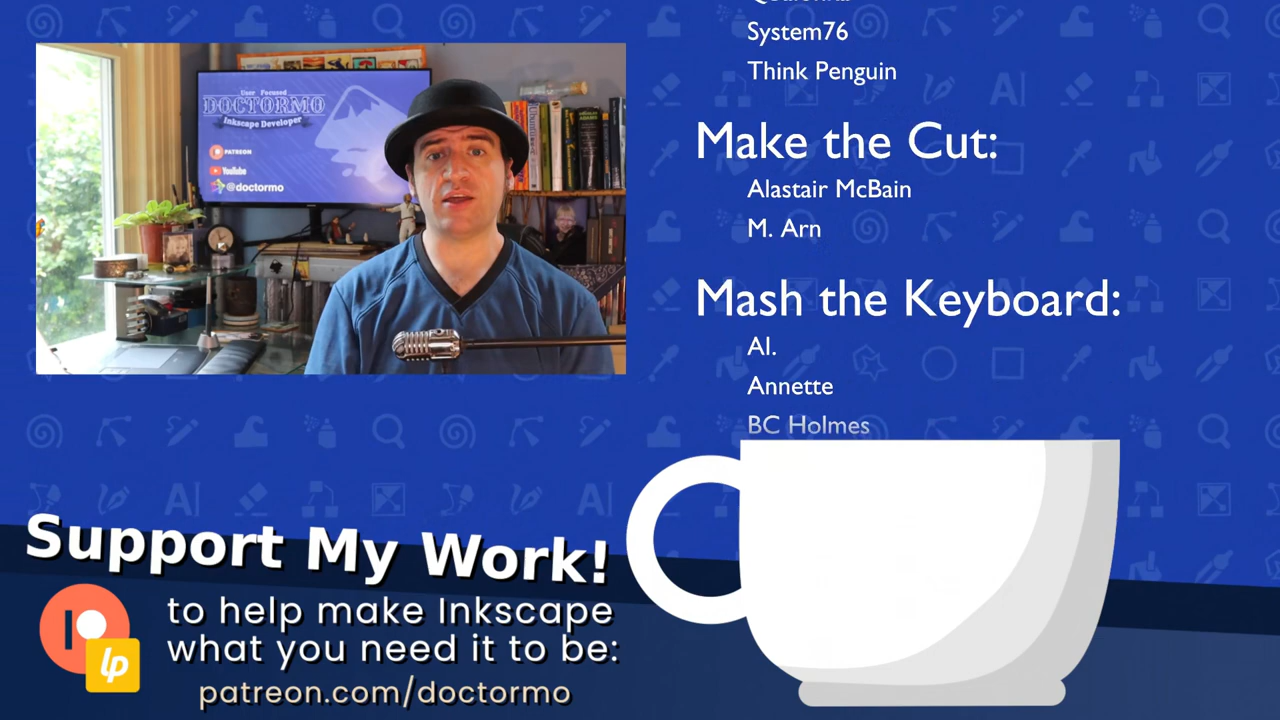 User Focused
DOCTORMO
Inkscape Developer
PATREON
YouTube
@doctormo
System76
Think Penguin
Make the Cut:
Alastair McBain
M. Arn
Mash the Keyboard:
Al.
Annette
BC Holmes
Support My Work!
lp
to help make Inkscape
what you need it to be:
patreon.com/doctormo